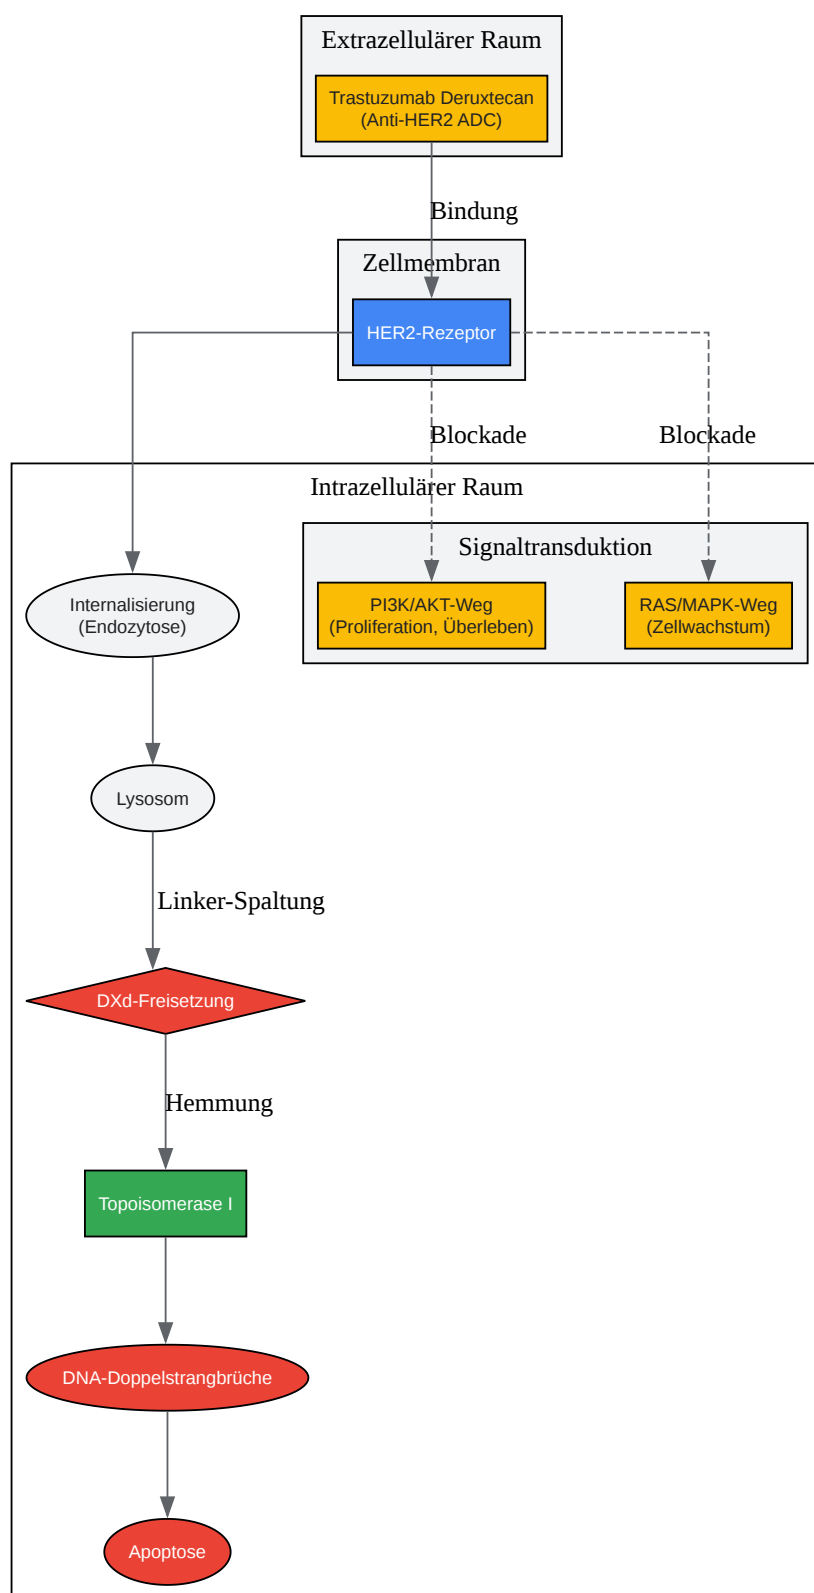 Extrazellulärer Raum
Trastuzumab Deruxtecan
(Anti-HER2 ADC)
Bindung
Zellmembran
HER2-Rezeptor
Blockade
Blockade
Intrazellulärer Raum
Signaltransduktion
Internalisierung
(Endozytose)
PI3K/AKT-Weg
(Proliferation, Überleben)
RAS/MAPK-Weg
(Zellwachstum)
Lysosom
Linker-Spaltung
DXd-Freisetzung
Hemmung
Topoisomerase I
DNA-Doppelstrangbrüche
Apoptose